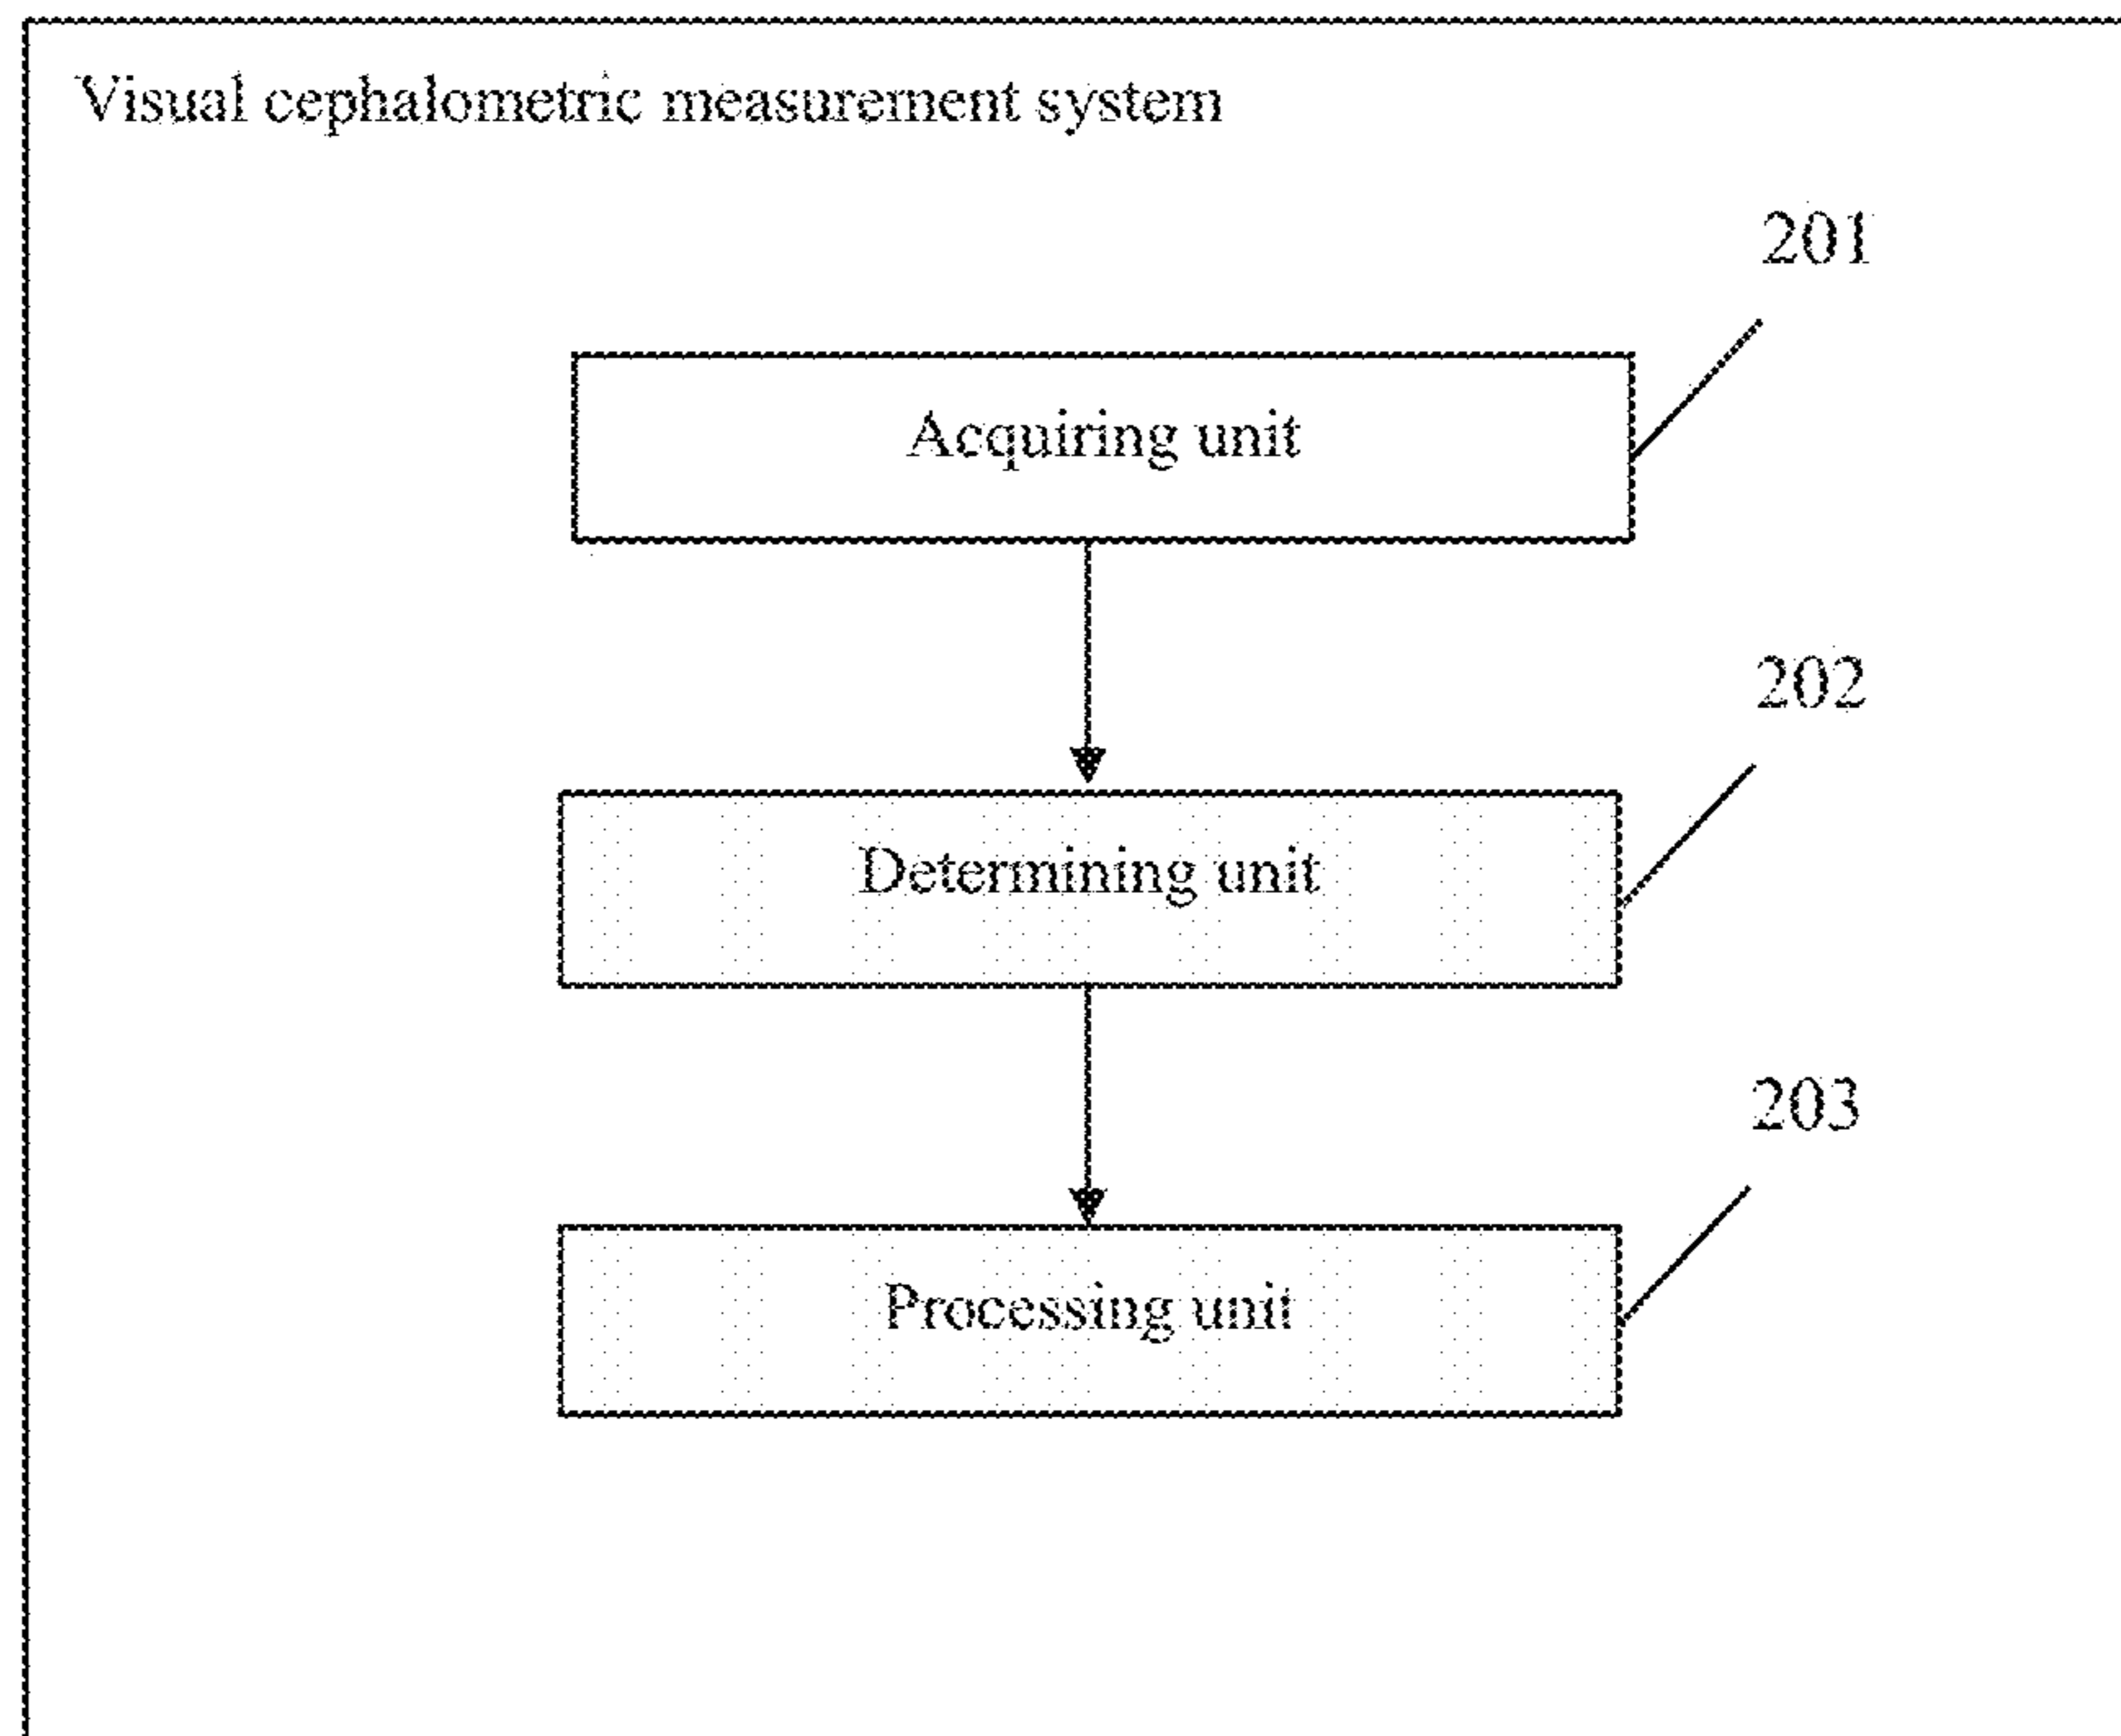 Visual cephalometric measurement system
201
Acquiring unit
202
Determining unit
203
Processing unit